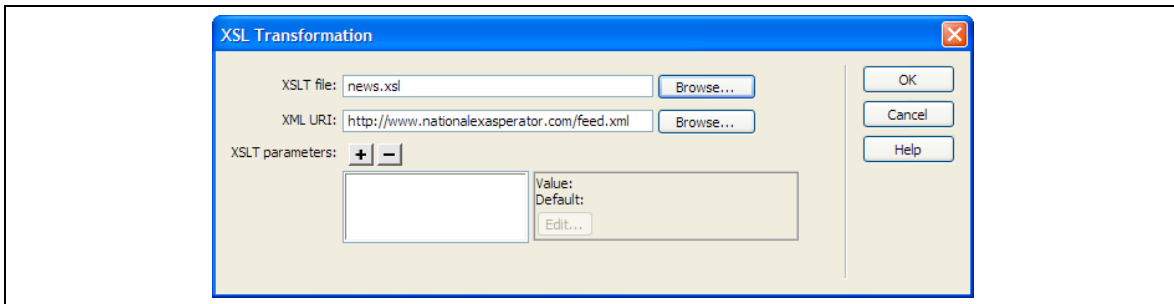 XSL Transformation
XSLT file: news.xsl Browse... OK
XML URI: http://www.nationalexasperator.com/feed.xml Browse... Cancel
XSLT parameters: + − Help
Value:
Default:
Edit...